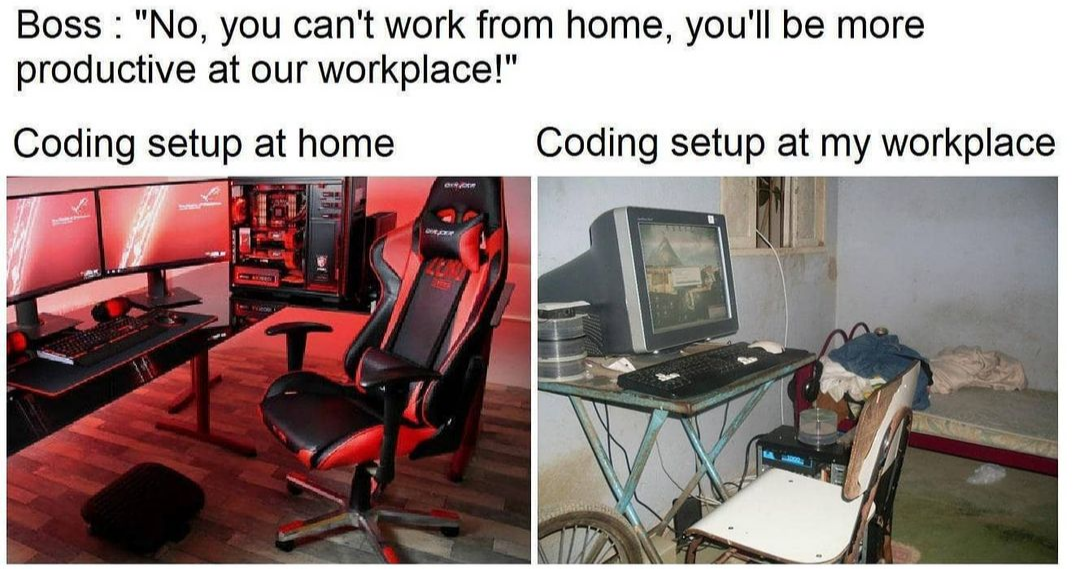 Boss : "No, you can't work from home, you'll be more
productive at our workplace!"
Coding setup at home
Coding setup at my workplace